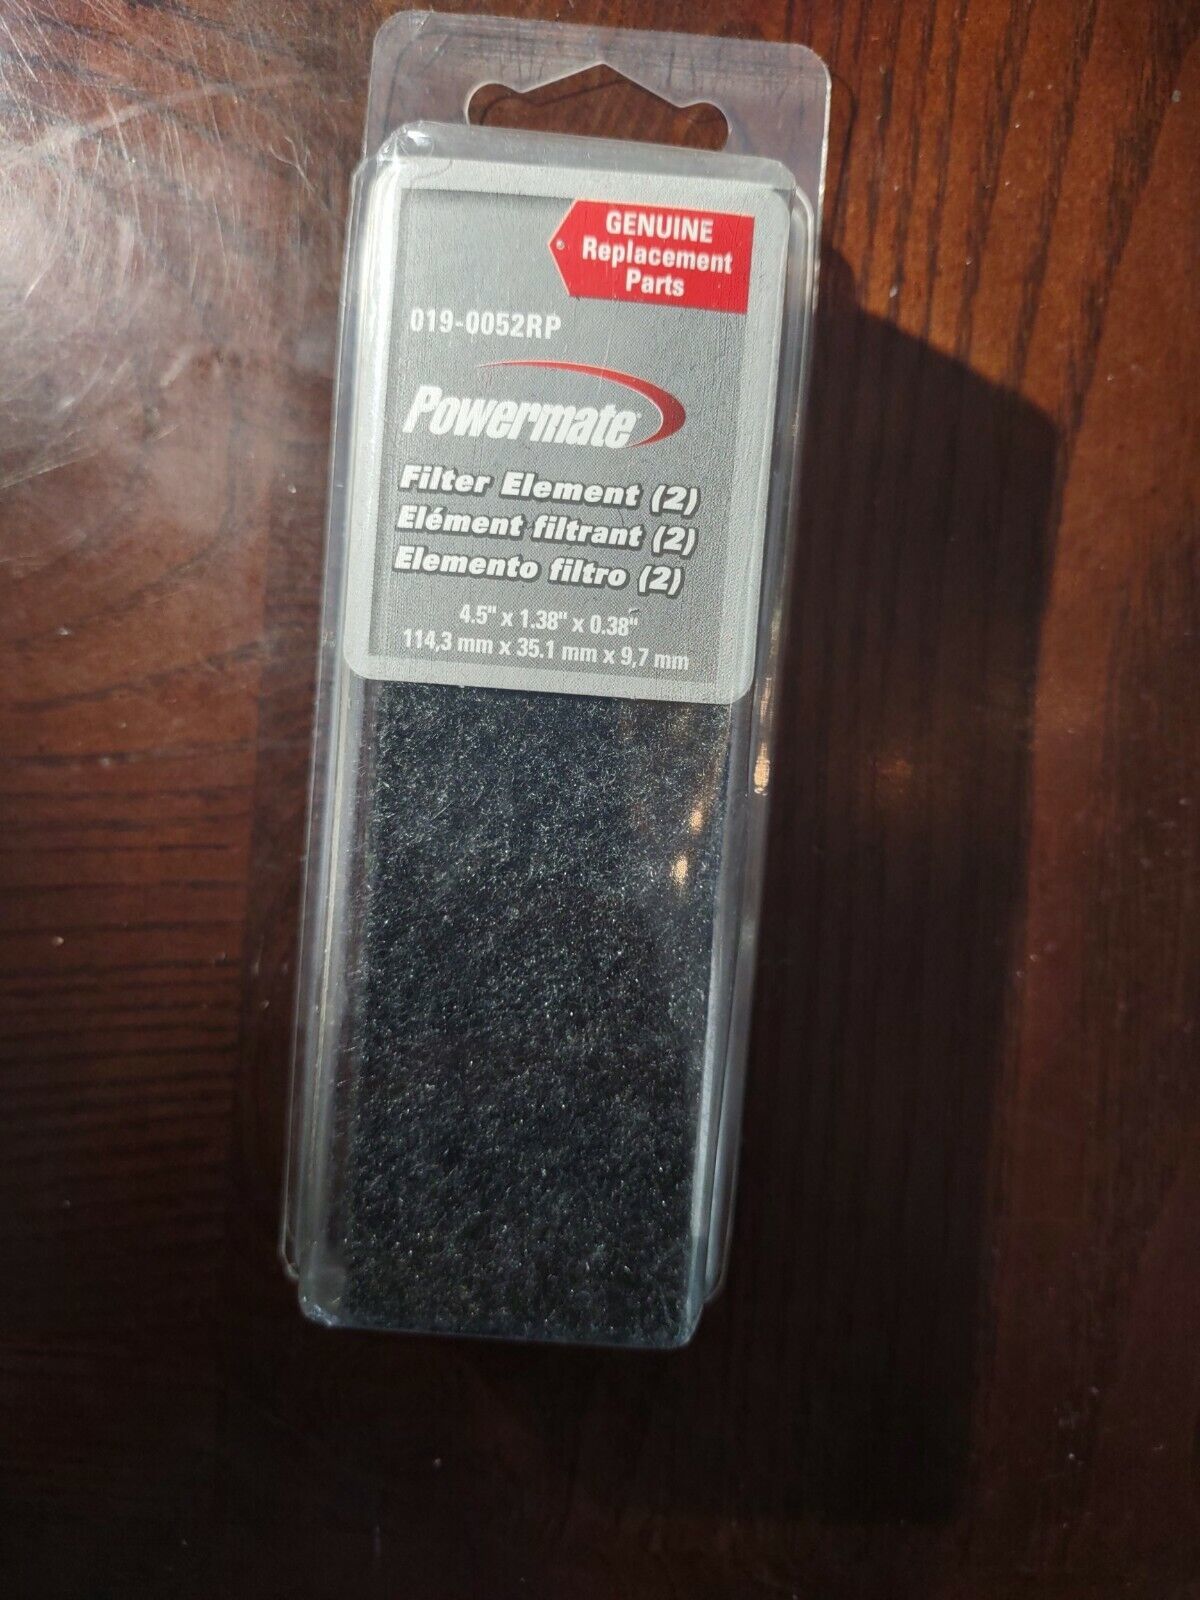 GENUINE
Replacement
Parts
019-0052RP
Powermate
Filter Element (2)
Elément filtrant (2)
Elemento filtro (2)
4.5" x 1.38" x 0.38"
114,3 mm x 35.1 mm x 9,7 mm